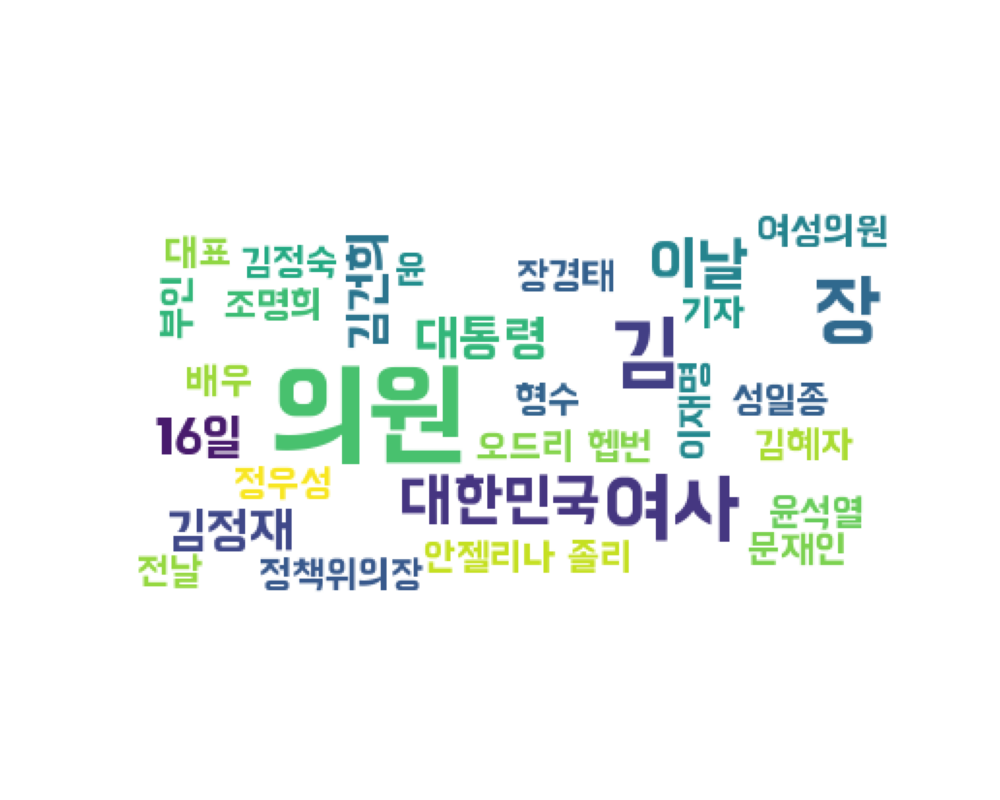 여성의원
대표
김정숙
김건희
윤
장경태
이날
부인
조명희
기자
장
대통령
김
배우
의원
형수
이재명
성일종
16일
오드리 헵번
김혜자
정우성
대한민국
여사
윤석열
김정재
문재인
전날
정책위의장
안젤리나 졸리